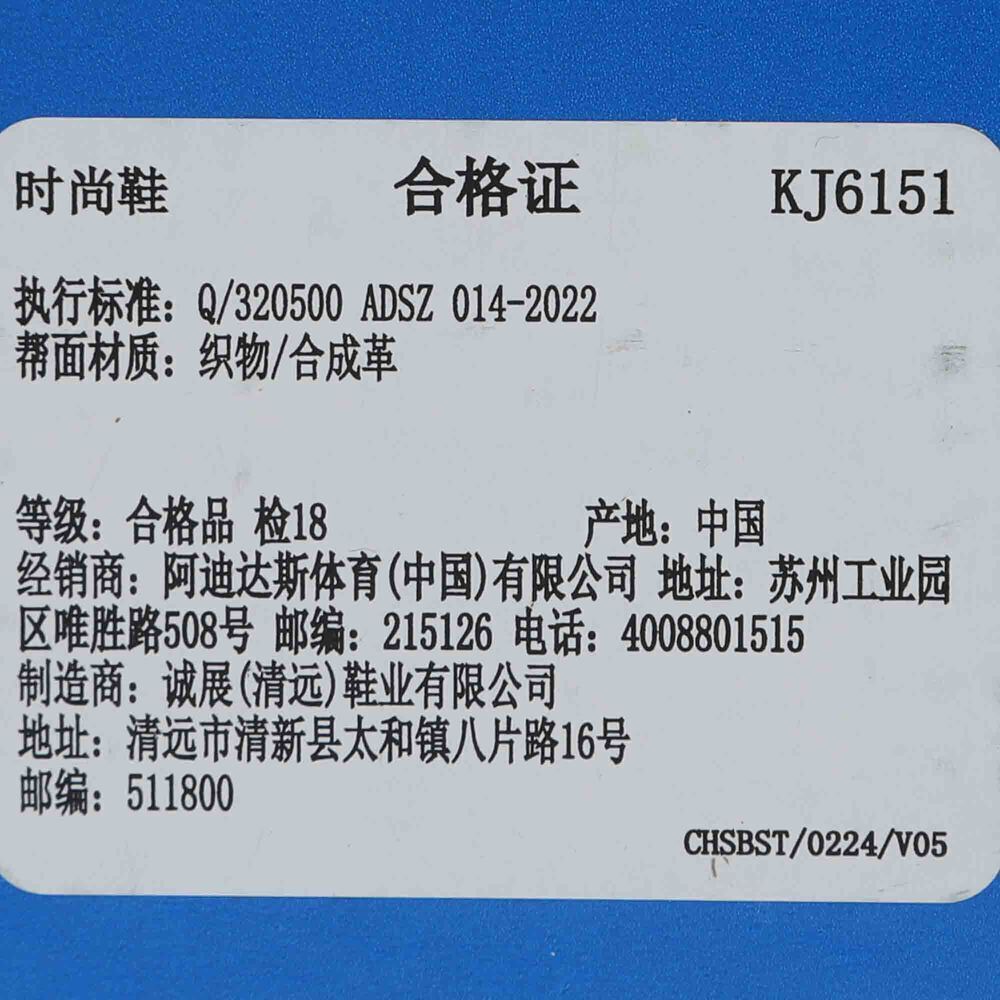 时尚鞋 合格证 KJ6151
执行标准：Q/320500 ADSZ 014-2022
帮面材质：织物/合成革
等级：合格品 检18 产地：中国
经销商：阿迪达斯体育(中国)有限公司 地址：苏州工业园
区唯胜路508号 邮编：215126 电话：4008801515
制造商：诚展(清远)鞋业有限公司
地址：清远市清新县太和镇八片路16号
邮编：511800
CHSBST/0224/V05